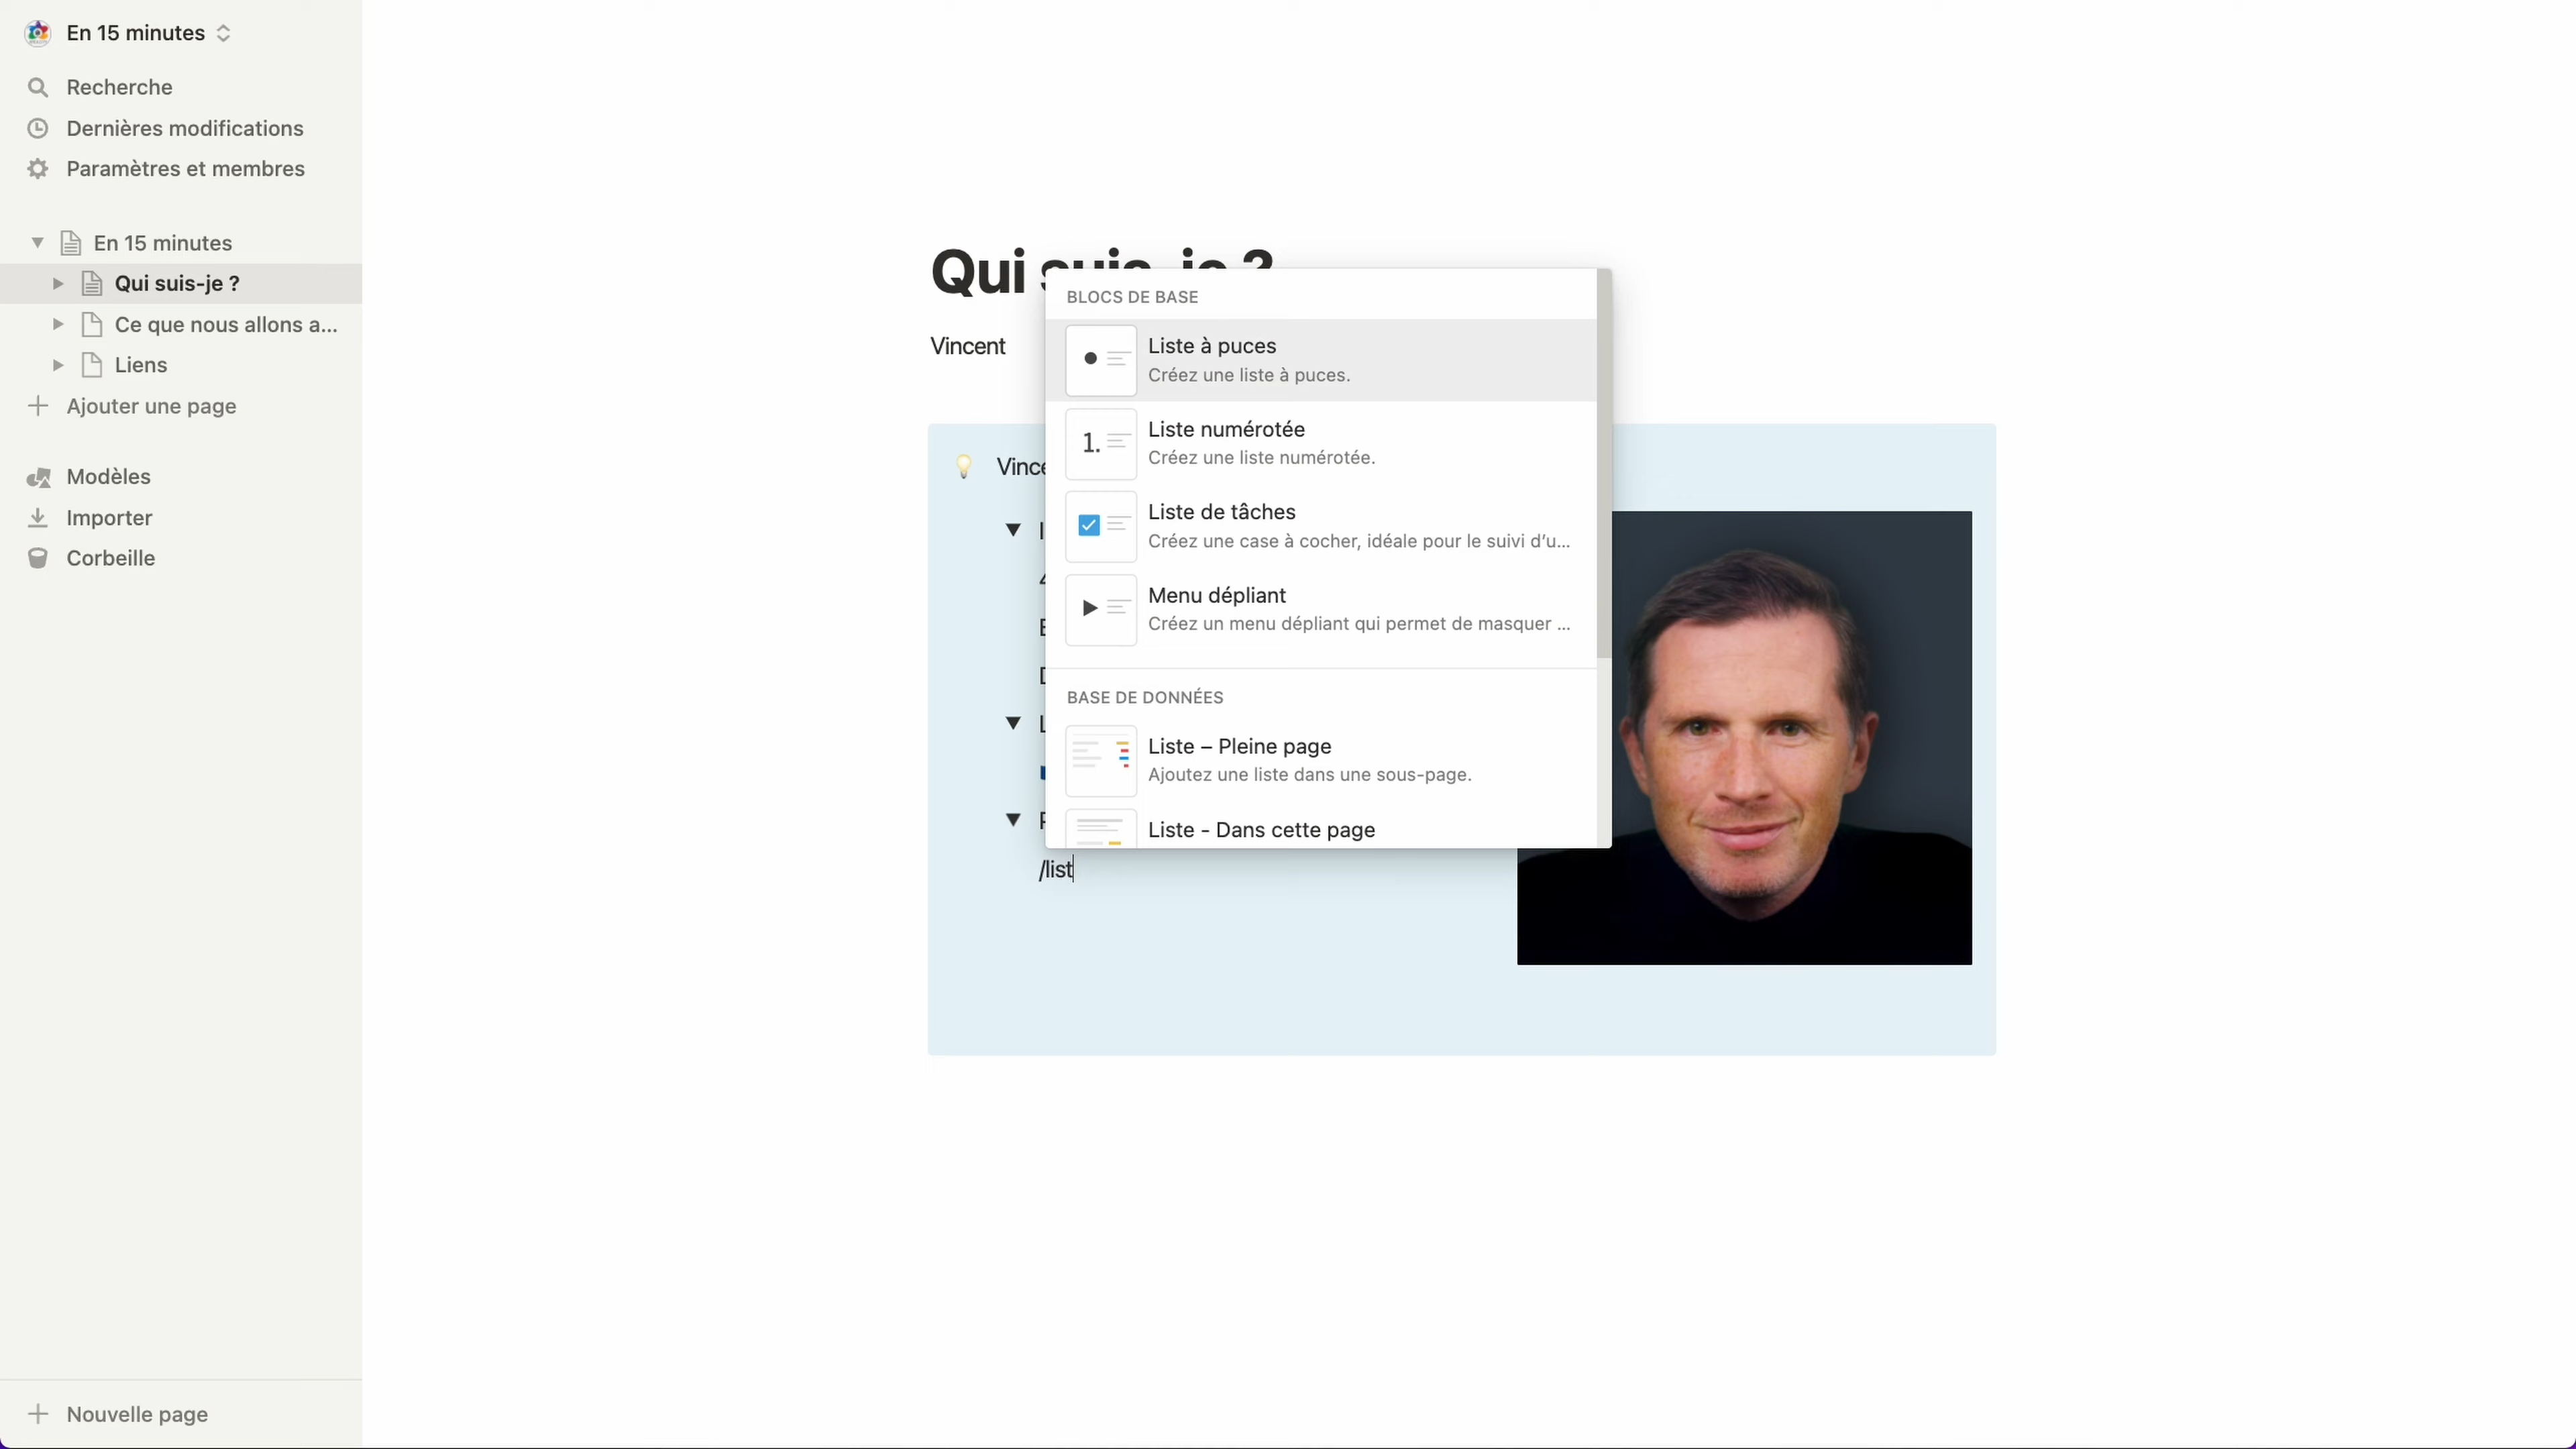 En 15 minutes
Recherche
Dernières modifications
Paramètres et membres
En 15 minutes
Qui suis-je ?
Ce que nous allons a...
Liens
Ajouter une page
Modèles
Importer
Corbeille
Nouvelle page
Qui suis-je ?
Vincent
BLOCS DE BASE
Liste à puces
Créez une liste à puces.
1.
Liste numérotée
Créez une liste numérotée.
Liste de tâches
Créez une case à cocher, idéale pour le suivi d’u...
Menu dépliant
Créez un menu dépliant qui permet de masquer ...
BASE DE DONNÉES
Liste – Pleine page
Ajoutez une liste dans une sous-page.
Liste - Dans cette page
/list